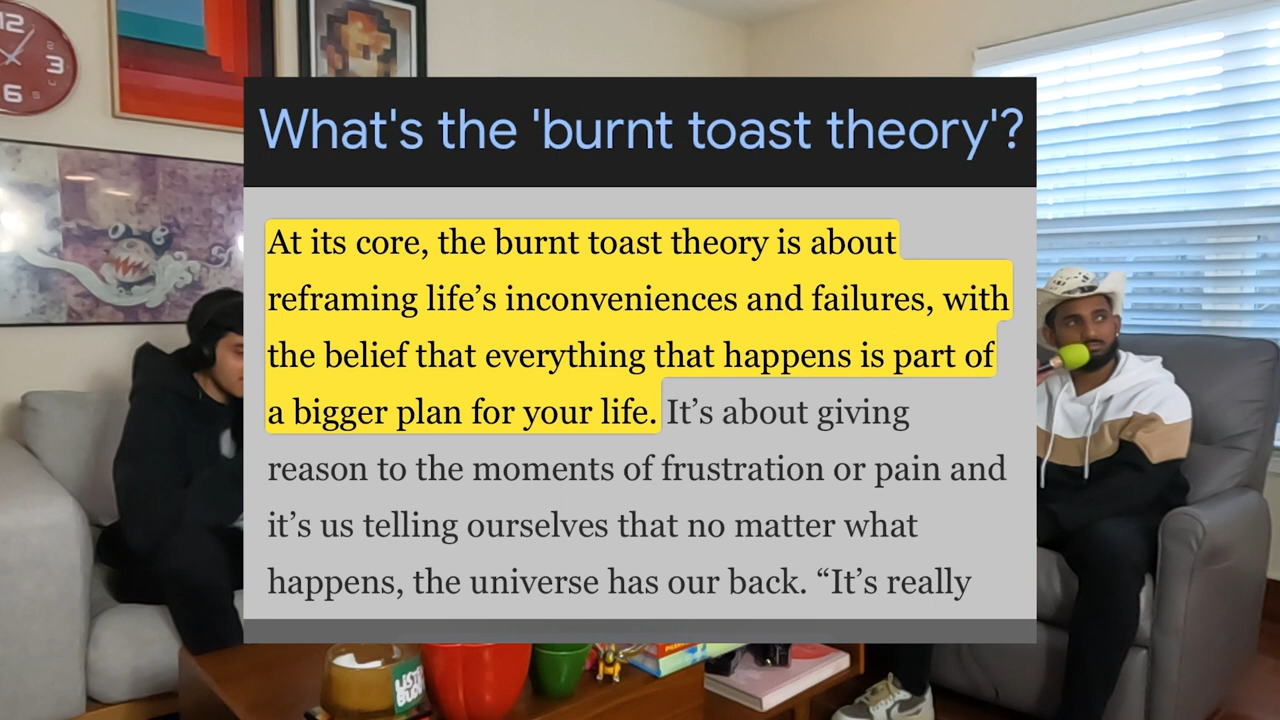 What's the 'burnt toast theory'?
At its core, the burnt toast theory is about
reframing life’s inconveniences and failures, with
the belief that everything that happens is part of
a bigger plan for your life. It’s about giving
reason to the moments of frustration or pain and
it’s us telling ourselves that no matter what
happens, the universe has our back. “It’s really
12
3
6